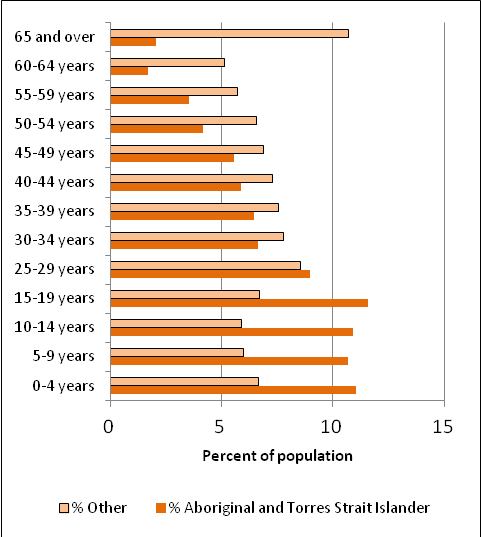 65 and over
60-64 years
55-59 years
50-54 years
45-49 years
40-44 years
35-39 years
30-34 years
25-29 years
15-19 years
10-14 years
5-9 years
0-4 years
0 5 10 15
Percent of population
% Other % Aboriginal and Torres Strait Islander